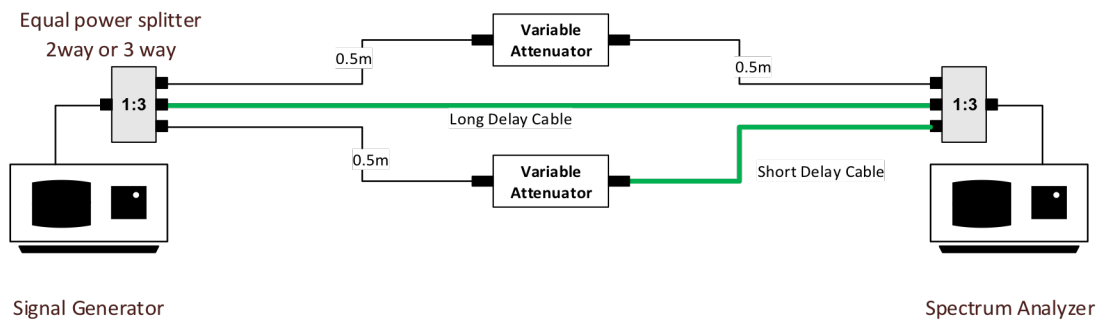 Equal power splitter
2way or 3 way
Variable
Attenuator
0.5m
0.5m
1:3
1:3
Long Delay Cable
0.5m
Variable
Attenuator
Short Delay Cable
Signal Generator
Spectrum Analyzer